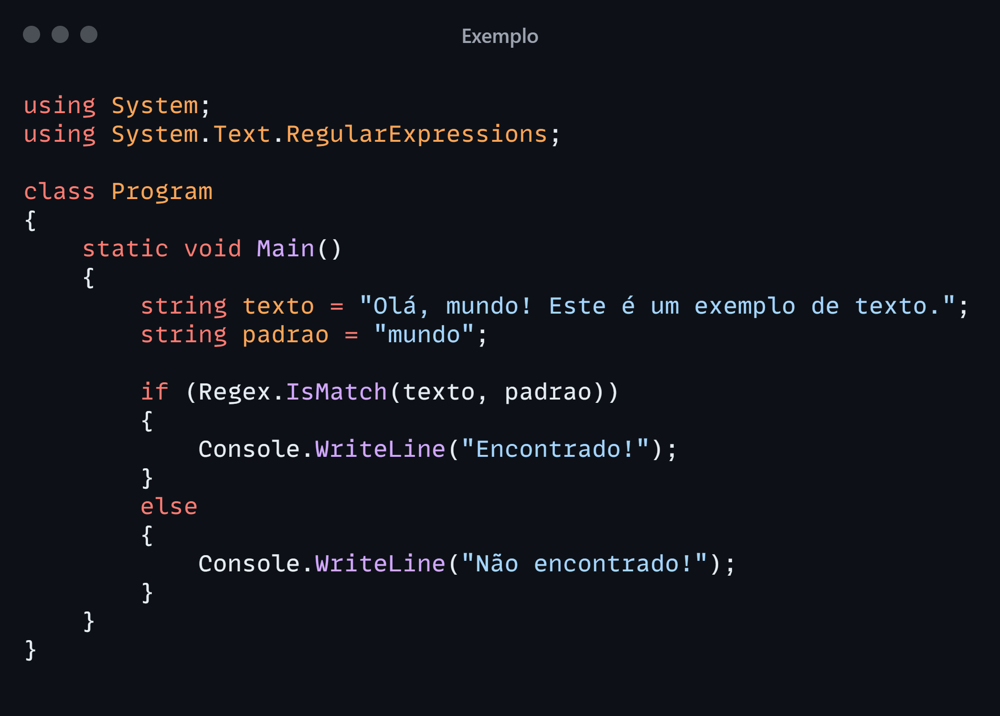 Exemplo
using System;
using System.Text.RegularExpressions;
class Program
{
    static void Main()
    {
        string texto = "Olá, mundo! Este é um exemplo de texto.";
        string padrao = "mundo";
        if (Regex.IsMatch(texto, padrao))
        {
            Console.WriteLine("Encontrado!");
        }
        else
        {
            Console.WriteLine("Não encontrado!");
        }
    }
}